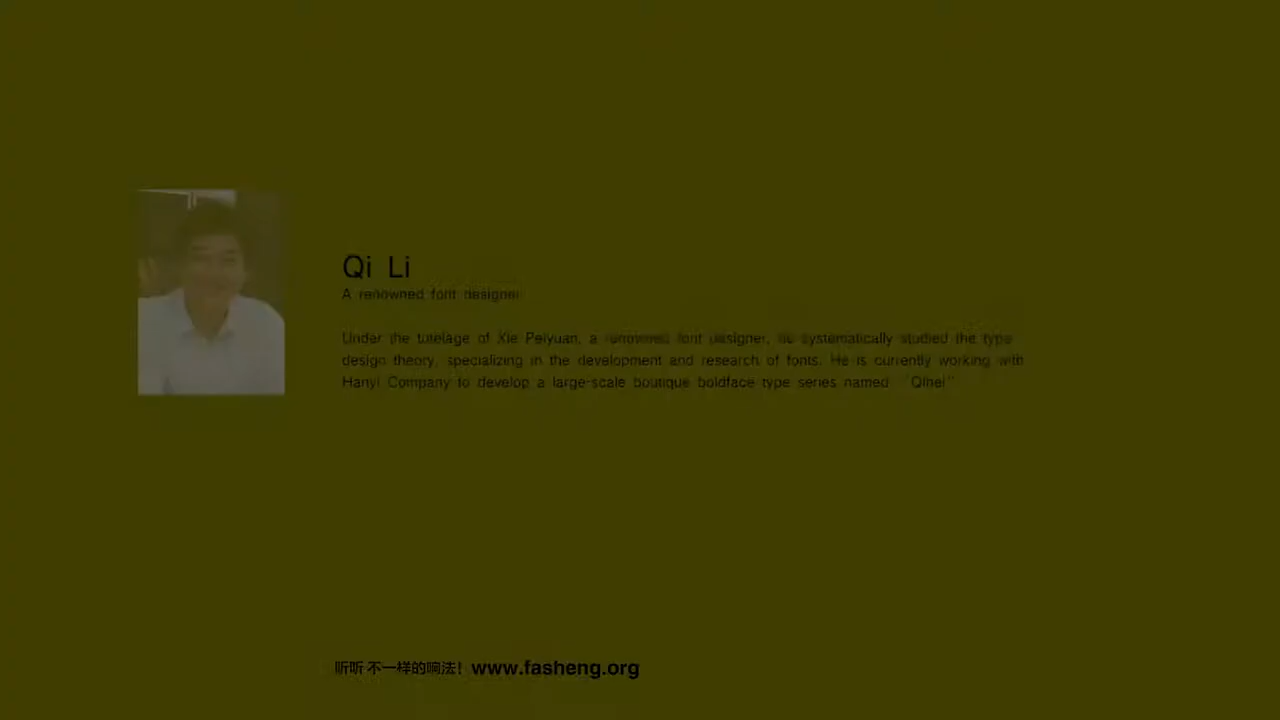 Qi Li
A renowned font designer
Under the tutelage of Xie Peiyuan, a renowned font designer, he systematically studied the type
design theory, specializing in the development and research of fonts. He is currently working with
Hanyi Company to develop a large-scale boutique boldface type series named "Qihei"
听听 不一样的响法! www.fasheng.org